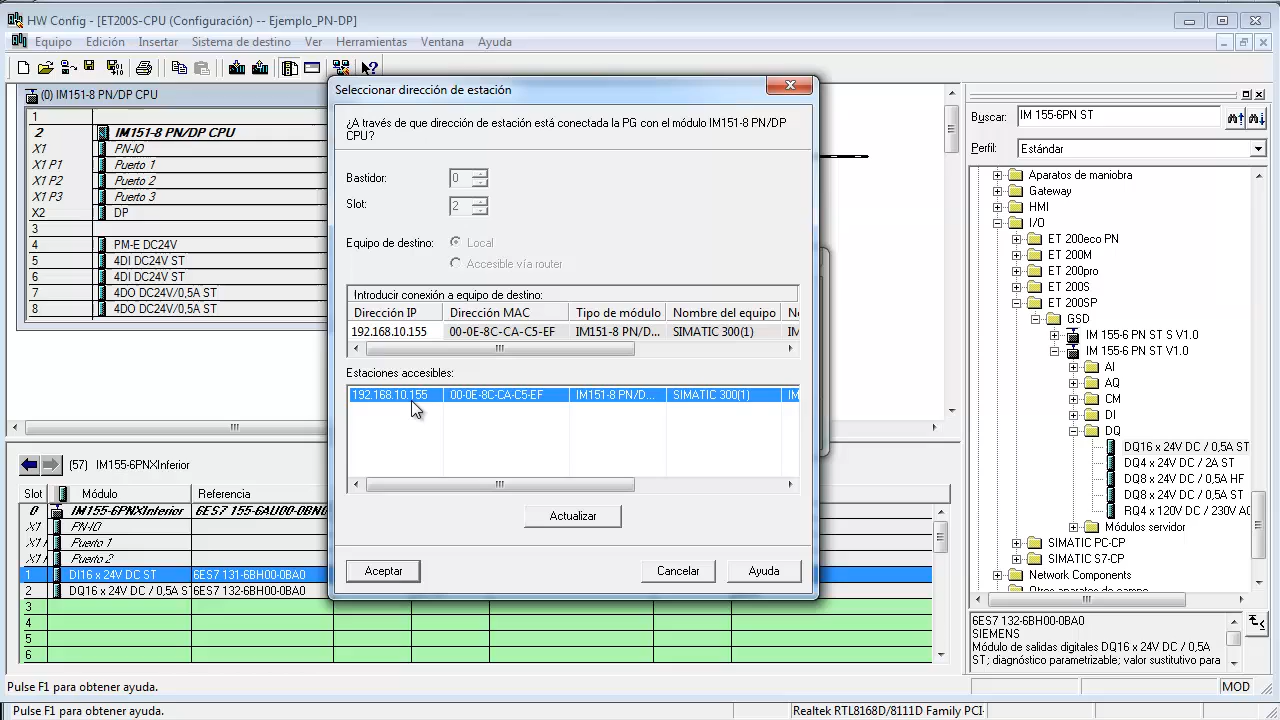 HW Config - [ET200S-CPU (Configuración) -- Ejemplo_PN-DP]
Equipo Edición Insertar Sistema de destino Ver Herramientas Ventana Ayuda
(0) IM151-8 PN/DP CPU
1
2 IM151-8 PN/DP CPU
X1 PN-IO
X1 P1 Puerto 1
X1 P2 Puerto 2
X1 P3 Puerto 3
X2 DP
3
4 PM-E DC24V
5 4DI DC24V ST
6 4DI DC24V ST
7 4DO DC24V/0,5A ST
8 4DO DC24V/0,5A ST
Seleccionar dirección de estación
¿A través de que dirección de estación está conectada la PG con el módulo IM151-8 PN/DP
CPU?
Bastidor: 0
Slot: 2
Equipo de destino: Local
Accesible vía router
Introducir conexión a equipo de destino:
Dirección IP Dirección MAC Tipo de módulo Nombre del equipo
192.168.10.155 00-0E-8C-CA-C5-EF IM151-8 PN/D... SIMATIC 300(1) IM
Estaciones accesibles:
192.168.10.155 00-0E-8C-CA-C5-EF IM151-8 PN/D... SIMATIC 300(1) IM
Actualizar
Aceptar Cancelar Ayuda
Buscar: IM 155-6PN ST
Perfil: Estándar
Aparatos de maniobra
Gateway
HMI
I/O
ET 200eco PN
ET 200M
ET 200pro
ET 200S
ET 200SP
GSD
IM 155-6 PN ST S V1.0
IM 155-6 PN ST V1.0
AI
AQ
CM
DI
DQ
DQ16 x 24V DC / 0,5A ST
DQ4 x 24V DC / 2A ST
DQ8 x 24V DC / 0,5A HF
DQ8 x 24V DC / 0,5A ST
RQ4 x 120V DC / 230V AC
Módulos servidor
SIMATIC PC-CP
SIMATIC S7-CP
Network Components
Otros aparatos de campo
6ES7 132-6BH00-0BA0
SIEMENS
Módulo de salidas digitales DQ16 x 24V DC / 0,5A
ST; diagnóstico parametrizable; valor sustitutivo para
(57) IM155-6PNXInferior
Slot Módulo Referencia
0 IM155-6PNXInferior 6ES7 155-6AU00-0BN0
X1 PN-IO
X1 Puerto 1
X1 Puerto 2
1 DI16 x 24V DC ST 6ES7 131-6BH00-0BA0
2 DQ16 x 24V DC / 0,5A S 6ES7 132-6BH00-0BA0
3
4
5
6
Pulse F1 para obtener ayuda. MOD
Pulse F1 para obtener ayuda. Realtek RTL8168D/8111D Family PCI-